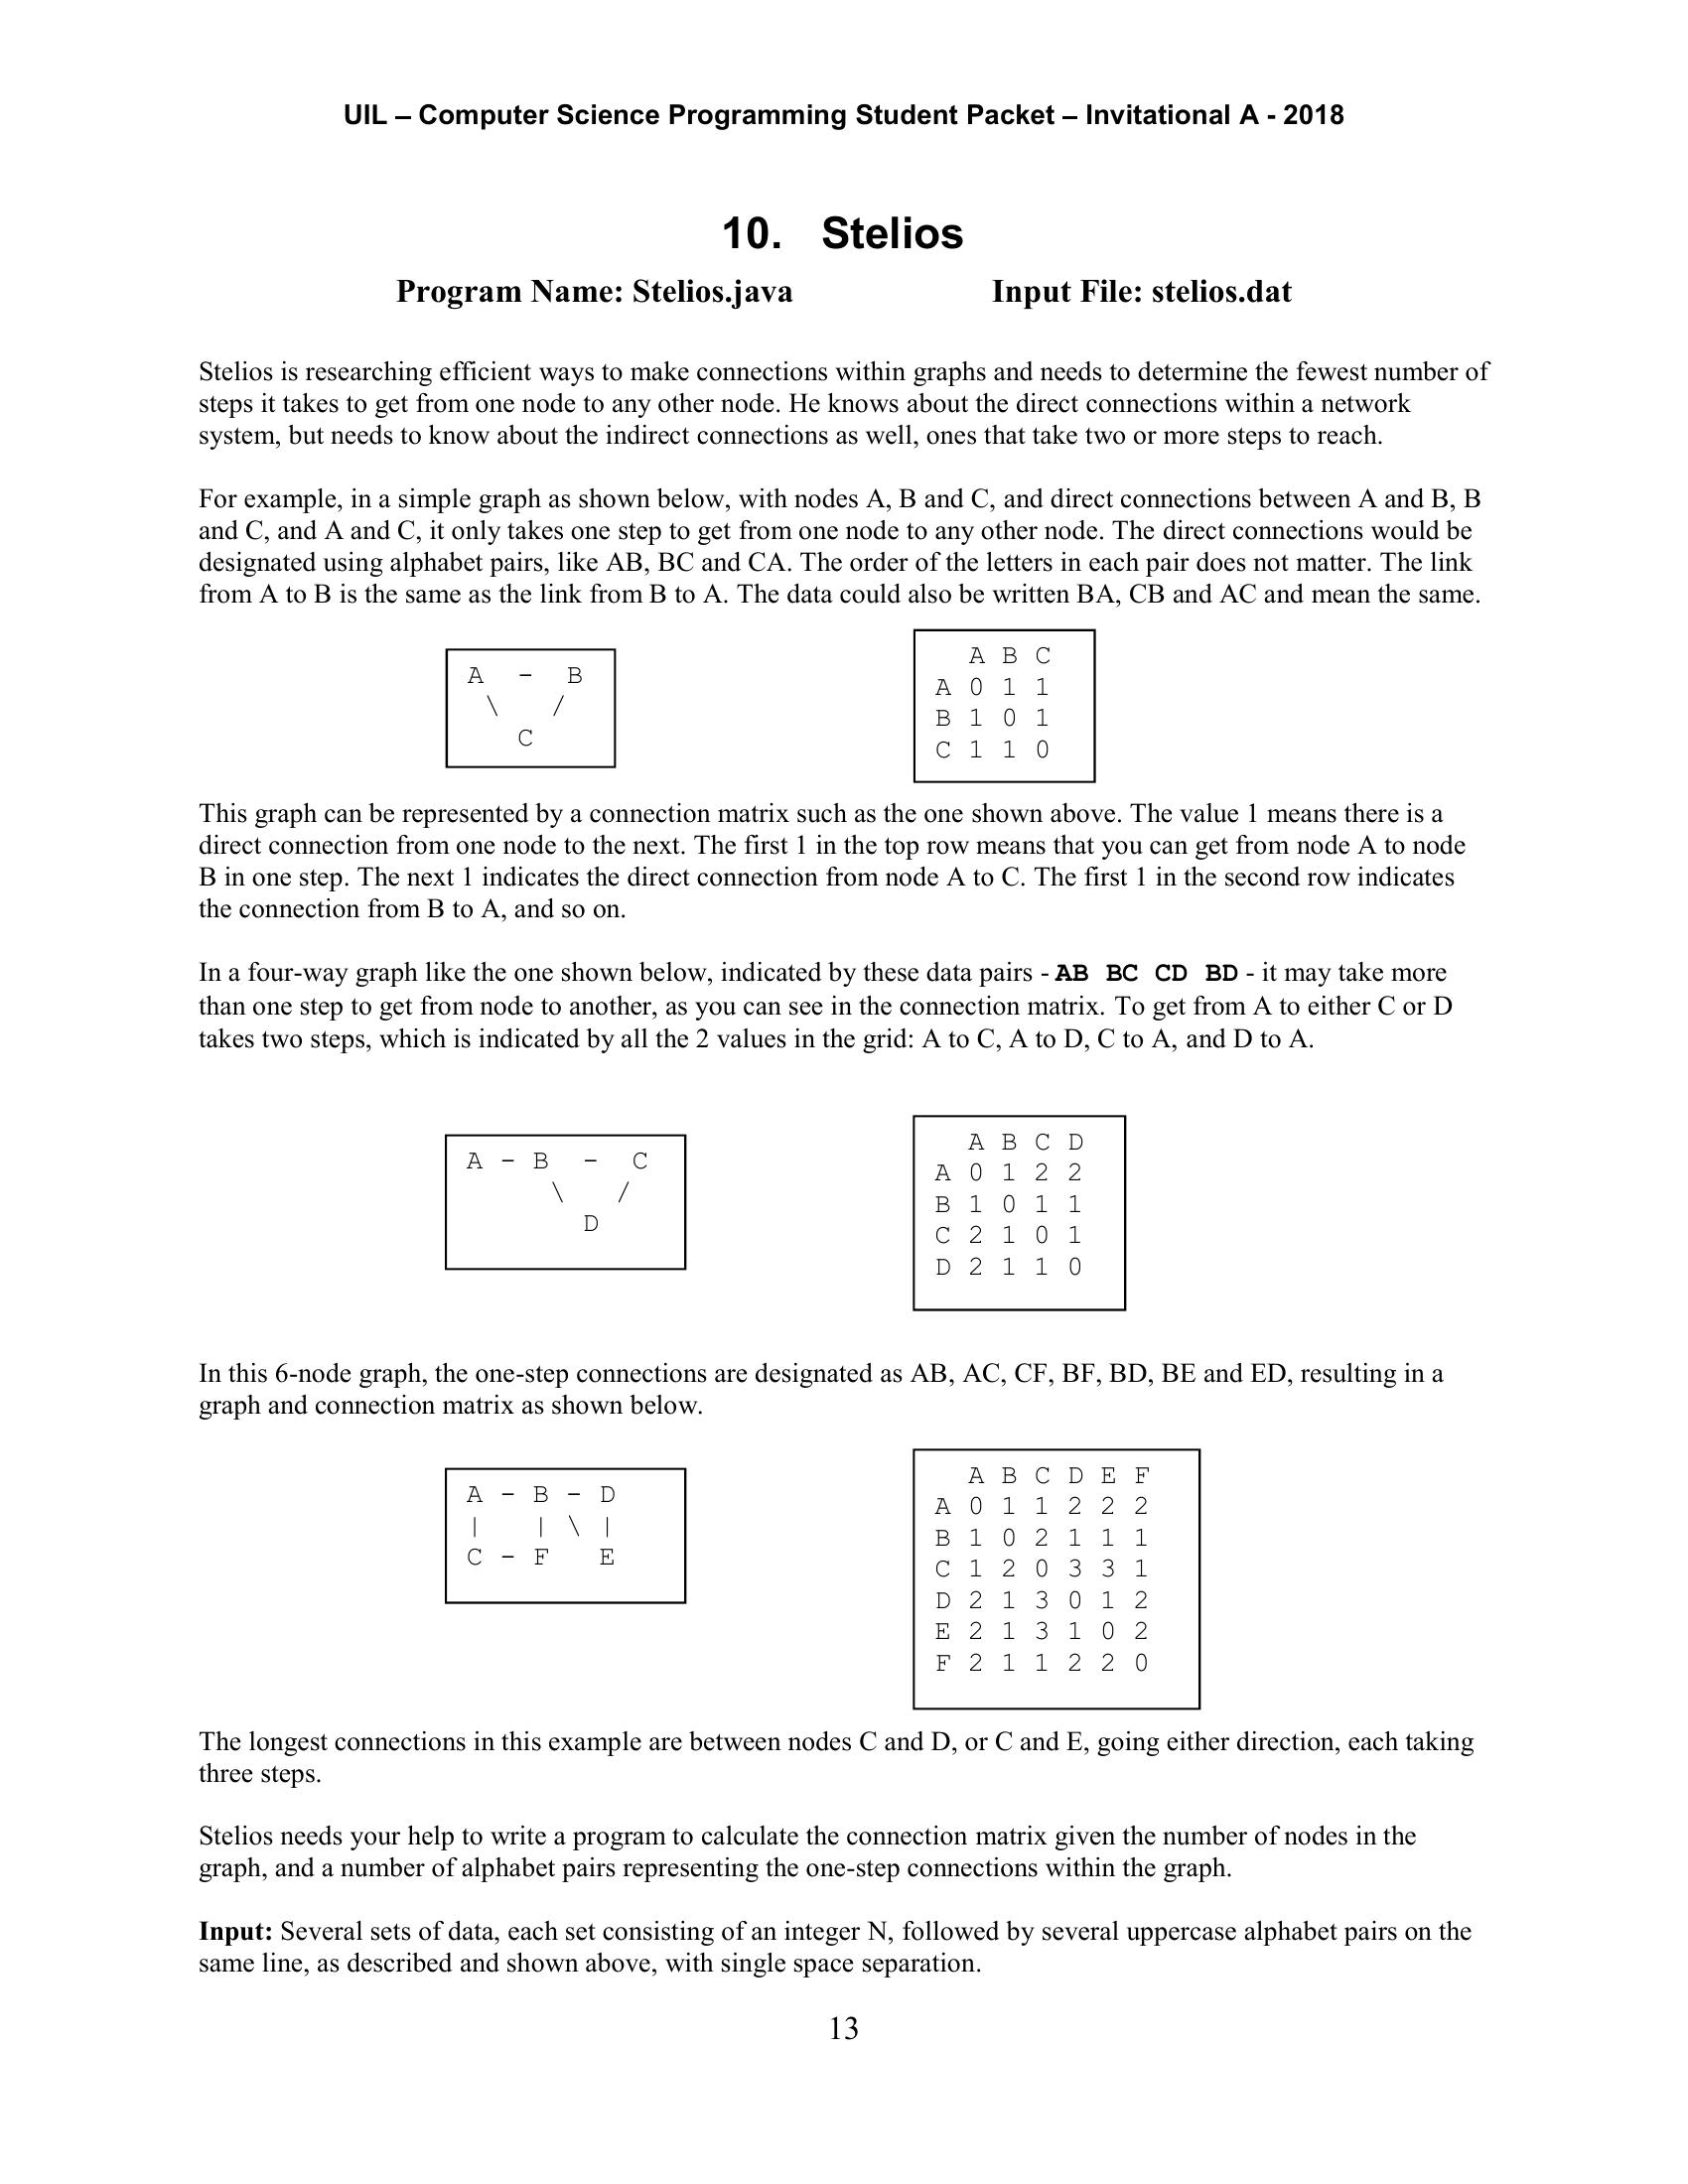 UIL – Computer Science Programming Student Packet – Invitational A - 2018
10. Stelios
Program Name: Stelios.java Input File: stelios.dat
Stelios is researching efficient ways to make connections within graphs and needs to determine the fewest number of
steps it takes to get from one node to any other node. He knows about the direct connections within a network
system, but needs to know about the indirect connections as well, ones that take two or more steps to reach.
For example, in a simple graph as shown below, with nodes A, B and C, and direct connections between A and B, B
and C, and A and C, it only takes one step to get from one node to any other node. The direct connections would be
designated using alphabet pairs, like AB, BC and CA. The order of the letters in each pair does not matter. The link
from A to B is the same as the link from B to A. The data could also be written BA, CB and AC and mean the same.
A - B
\ /
C
A B C
A 0 1 1
B 1 0 1
C 1 1 0
This graph can be represented by a connection matrix such as the one shown above. The value 1 means there is a
direct connection from one node to the next. The first 1 in the top row means that you can get from node A to node
B in one step. The next 1 indicates the direct connection from node A to C. The first 1 in the second row indicates
the connection from B to A, and so on.
In a four-way graph like the one shown below, indicated by these data pairs - AB BC CD BD - it may take more
than one step to get from node to another, as you can see in the connection matrix. To get from A to either C or D
takes two steps, which is indicated by all the 2 values in the grid: A to C, A to D, C to A, and D to A.
A - B - C
\ /
D
A B C D
A 0 1 2 2
B 1 0 1 1
C 2 1 0 1
D 2 1 1 0
In this 6-node graph, the one-step connections are designated as AB, AC, CF, BF, BD, BE and ED, resulting in a
graph and connection matrix as shown below.
A - B - D
| | \ |
C - F E
A B C D E F
A 0 1 1 2 2 2
B 1 0 2 1 1 1
C 1 2 0 3 3 1
D 2 1 3 0 1 2
E 2 1 3 1 0 2
F 2 1 1 2 2 0
The longest connections in this example are between nodes C and D, or C and E, going either direction, each taking
three steps.
Stelios needs your help to write a program to calculate the connection matrix given the number of nodes in the
graph, and a number of alphabet pairs representing the one-step connections within the graph.
Input: Several sets of data, each set consisting of an integer N, followed by several uppercase alphabet pairs on the
same line, as described and shown above, with single space separation.
13